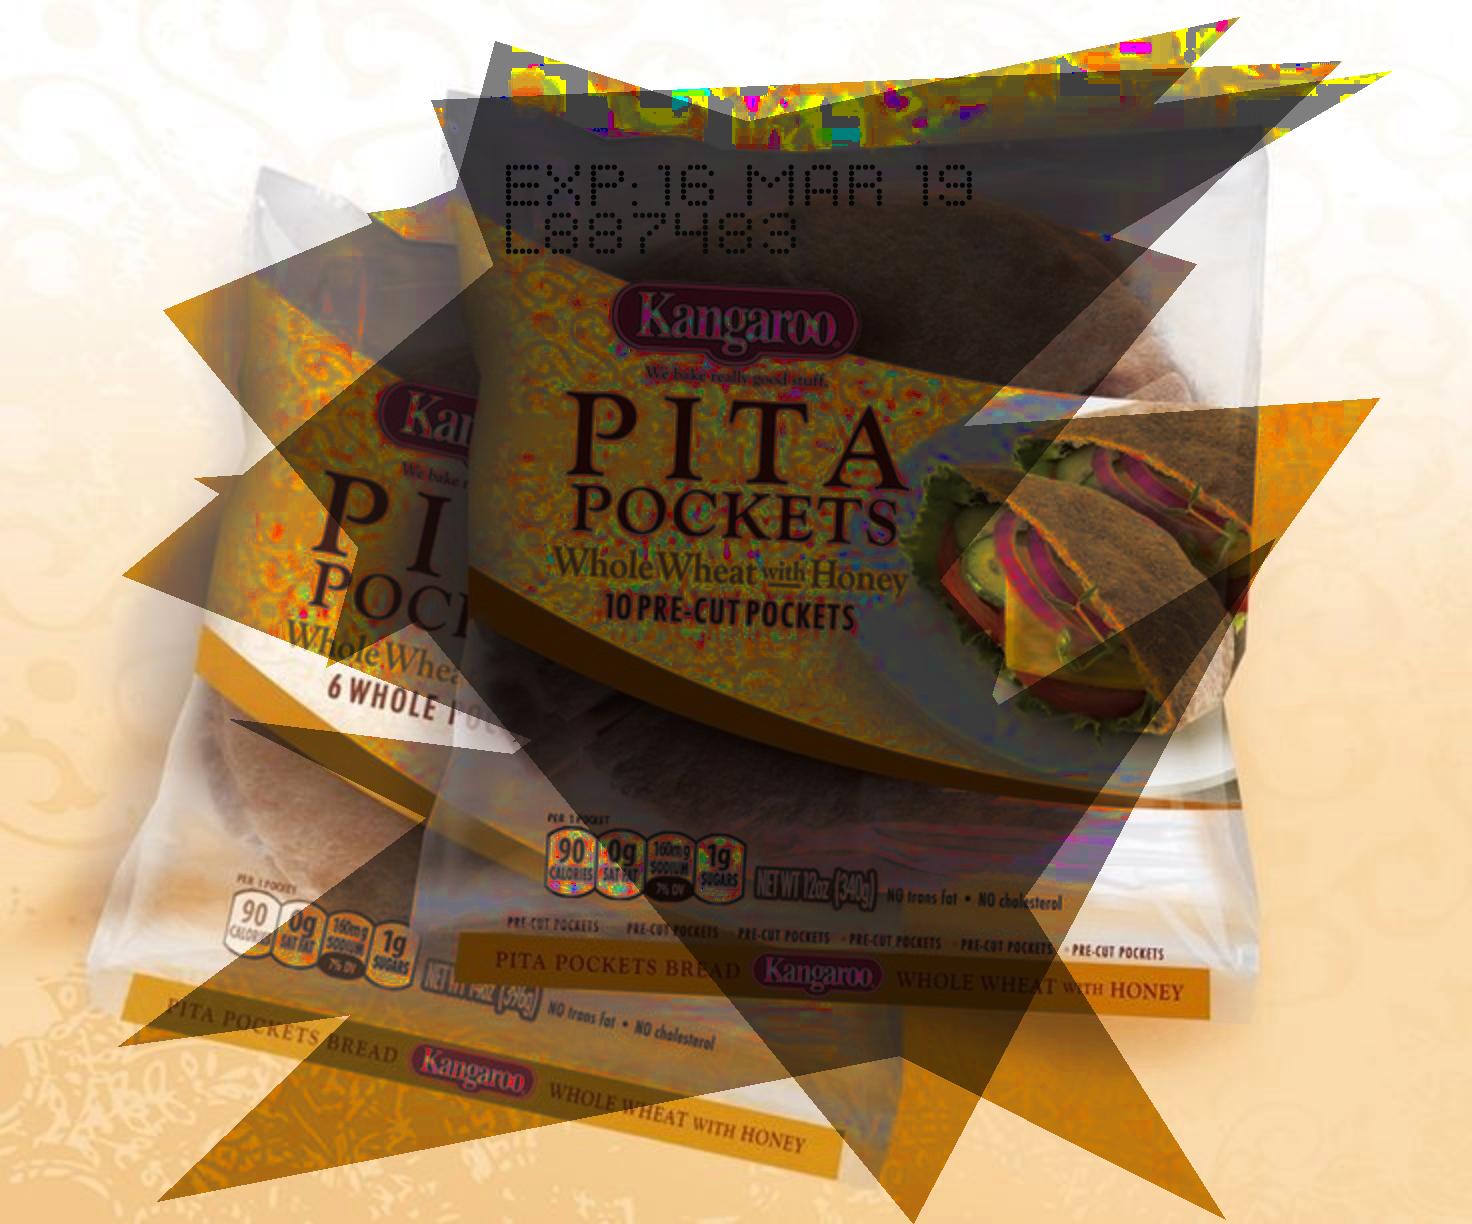 EXP: 16 MAR 19
L887483
Kangaroo
We bake really good stuff.
PITA
POCKETS
Whole Wheat with Honey
10 PRE-CUT POCKETS
PER 1 POCKET
90 CALORIES 0g SAT FAT 160mg SODIUM 7% DV 1g SUGARS NET WT 12oz (340g) NO trans fat • NO cholesterol
PRE-CUT POCKETS PRE-CUT POCKETS PRE-CUT POCKETS • PRE-CUT POCKETS • PRE-CUT POCKETS • PRE-CUT POCKETS
PITA POCKETS BREAD Kangaroo WHOLE WHEAT WITH HONEY
Kan
We bake
PI
POC
Whole Whea
6 WHOLE
PER 1 POCKET
90 CALORIES 0g SAT FAT 160mg SODIUM 7% DV 1g SUGARS NET WT 14oz (396g) NO trans fat • NO cholesterol
PITA POCKETS BREAD Kangaroo WHOLE WHEAT WITH HONEY